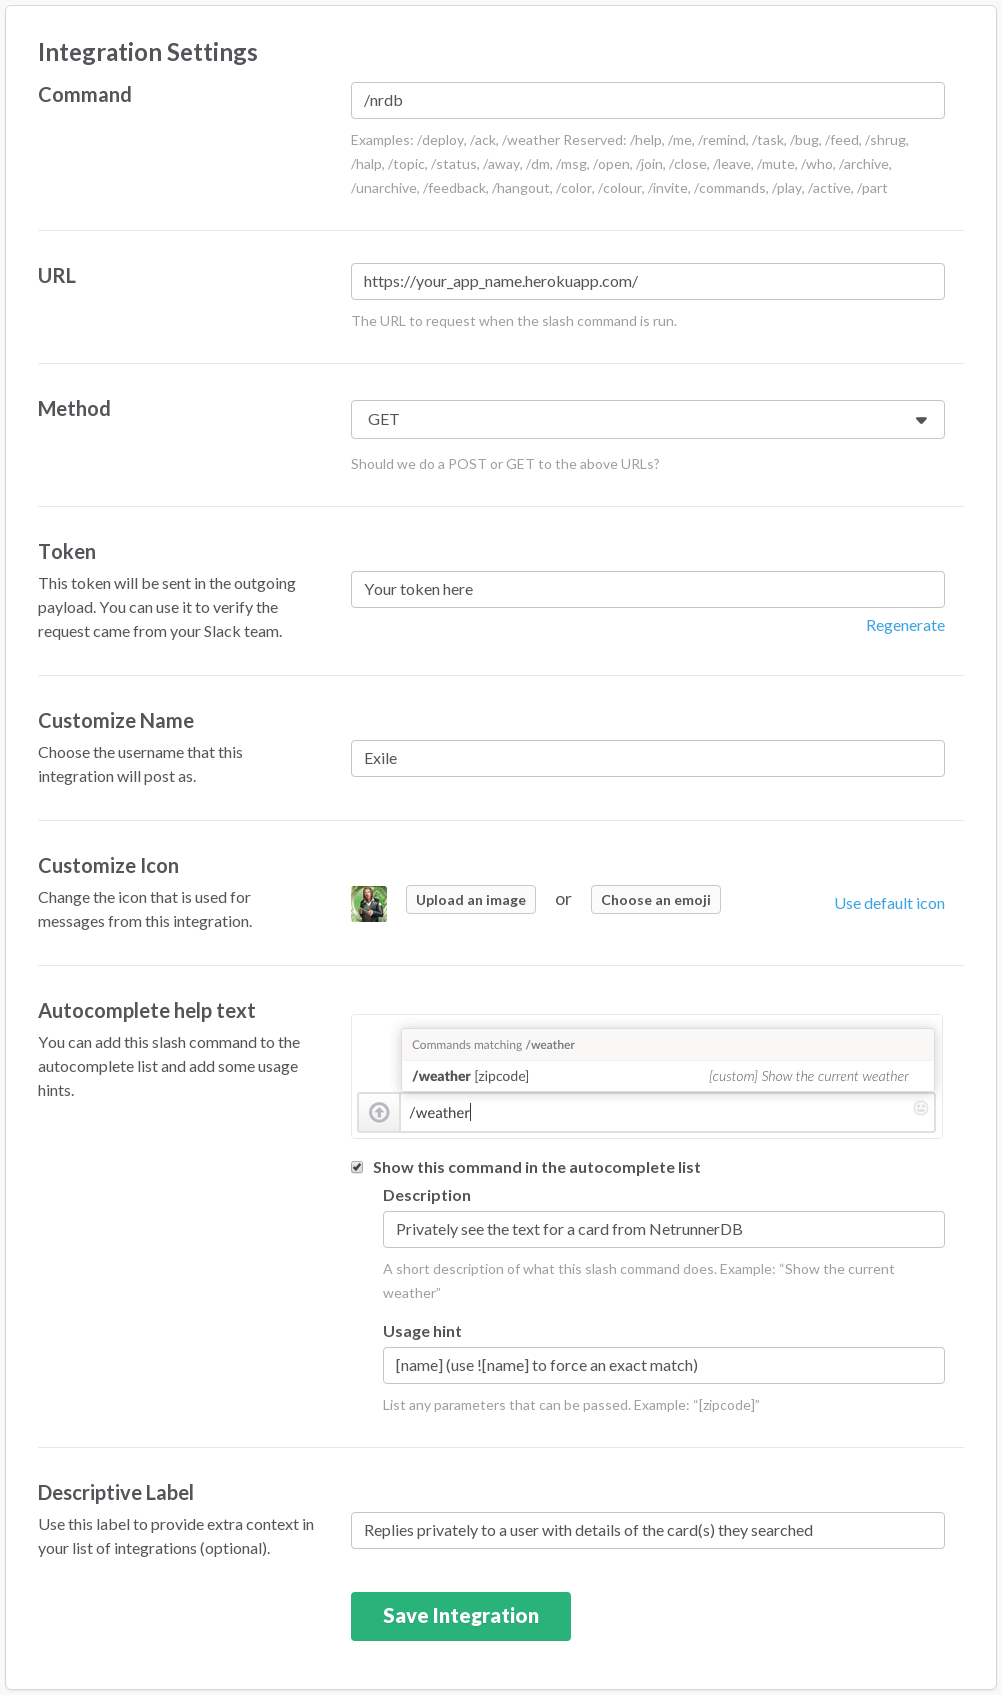 Integration Settings
Command
/nrdb
Examples: /deploy, /ack, /weather Reserved: /help, /me, /remind, /task, /bug, /feed, /shrug,
/halp, /topic, /status, /away, /dm, /msg, /open, /join, /close, /leave, /mute, /who, /archive,
/unarchive, /feedback, /hangout, /color, /colour, /invite, /commands, /play, /active, /part
URL
https://your_app_name.herokuapp.com/
The URL to request when the slash command is run.
Method
GET
Should we do a POST or GET to the above URLs?
Token
This token will be sent in the outgoing
payload. You can use it to verify the
request came from your Slack team.
Your token here
Regenerate
Customize Name
Choose the username that this
integration will post as.
Exile
Customize Icon
Change the icon that is used for
messages from this integration.
Upload an image or Choose an emoji
Use default icon
Autocomplete help text
You can add this slash command to the
autocomplete list and add some usage
hints.
Commands matching /weather
/weather [zipcode] [custom] Show the current weather
/weather
Show this command in the autocomplete list
Description
Privately see the text for a card from NetrunnerDB
A short description of what this slash command does. Example: “Show the current
weather”
Usage hint
[name] (use ![name] to force an exact match)
List any parameters that can be passed. Example: “[zipcode]”
Descriptive Label
Use this label to provide extra context in
your list of integrations (optional).
Replies privately to a user with details of the card(s) they searched
Save Integration